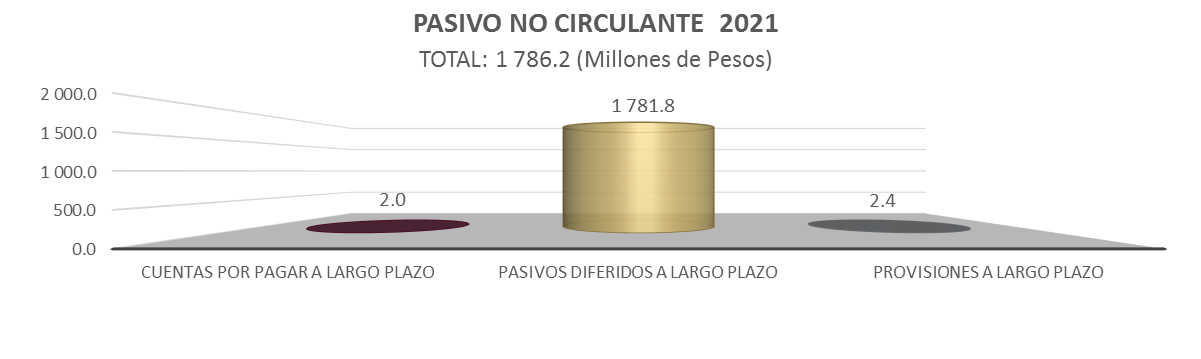 PASIVO NO CIRCULANTE 2021
TOTAL: 1 786.2 (Millones de Pesos)
2 000.0
1 500.0
1 000.0
500.0
0.0
2.0
1 781.8
2.4
CUENTAS POR PAGAR A LARGO PLAZO
PASIVOS DIFERIDOS A LARGO PLAZO
PROVISIONES A LARGO PLAZO